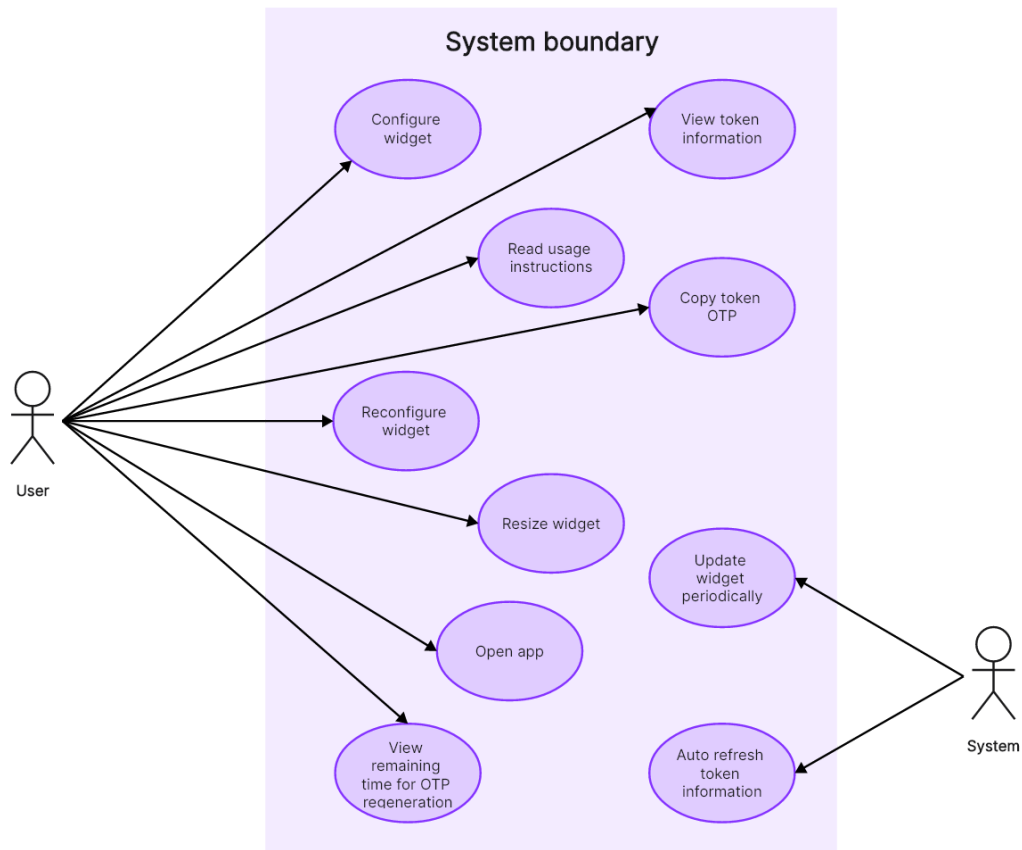 System boundary
Configure
widget
View token
information
Read usage
instructions
Copy token
OTP
Reconfigure
widget
User
Resize widget
Update
widget
periodically
Open app
System
View
remaining
time for OTP
regeneration
Auto refresh
token
information